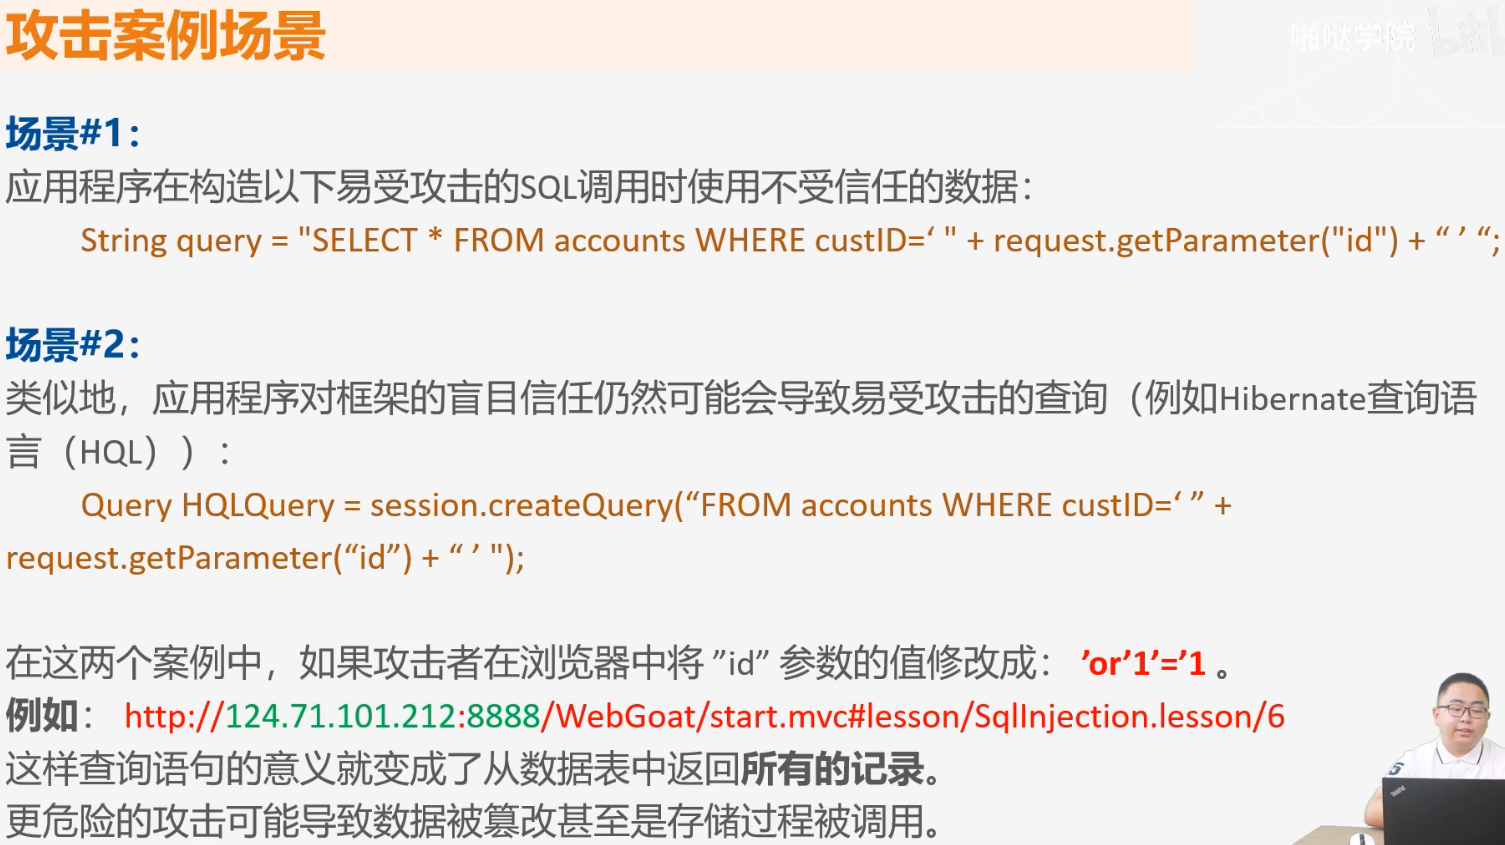 攻击案例场景
啪哒学院
场景#1：
应用程序在构造以下易受攻击的SQL调用时使用不受信任的数据：
String query = "SELECT * FROM accounts WHERE custID=‘ " + request.getParameter("id") + “ ’ “;
场景#2：
类似地，应用程序对框架的盲目信任仍然可能会导致易受攻击的查询（例如Hibernate查询语
言（HQL））：
Query HQLQuery = session.createQuery(“FROM accounts WHERE custID=‘ ” +
request.getParameter(“id”) + “ ’ ");
在这两个案例中，如果攻击者在浏览器中将 ”id” 参数的值修改成： ’or’1’=’1 。
例如： http://124.71.101.212:8888/WebGoat/start.mvc#lesson/SqlInjection.lesson/6
这样查询语句的意义就变成了从数据表中返回所有的记录。
更危险的攻击可能导致数据被篡改甚至是存储过程被调用。